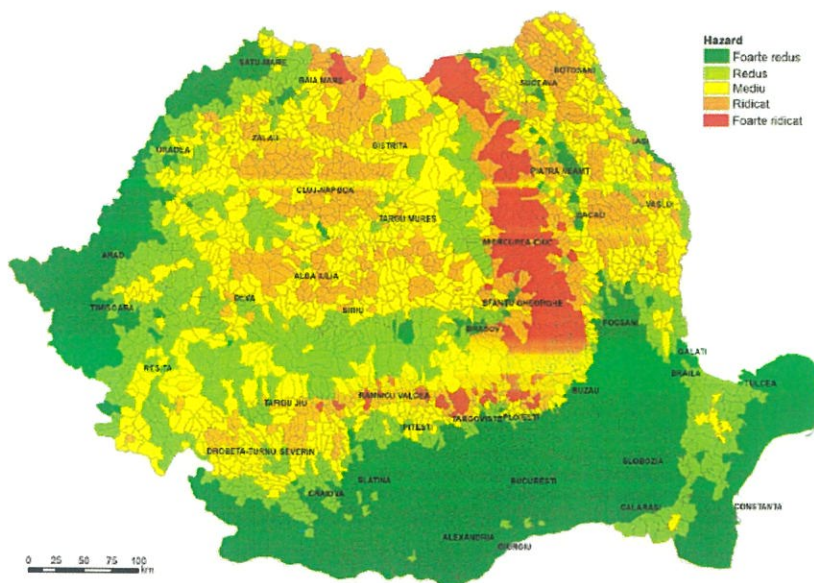 Hazard
Foarte redus
Redus
Mediu
Ridicat
Foarte ridicat
SATU-MARE
BAIA MARE
BOTOSANI
SUCEAVA
ZALAU
BISTRITA
IASI
ORADEA
PIATRA NEAMT
CLUJ-NAPOCA
TARGU MURES
BACAU
VASLUI
MIERCUREA-CIUC
ARAD
ALBA IULIA
DEVA
SFANTU GHEORGHE
TIMISOARA
SIBIU
BRASOV
FOCSANI
GALATI
RESITA
BRAILA
TULCEA
BUZAU
TARGU JIU
RAMNICU VALCEA
TARGOVISTE
PLOIESTI
PITESTI
DROBETA-TURNU SEVERIN
SLOBOZIA
SLATINA
BUCURESTI
CRAIOVA
CALARASI
CONSTANTA
ALEXANDRIA
GIURGIU
0 25 50 75 100
km